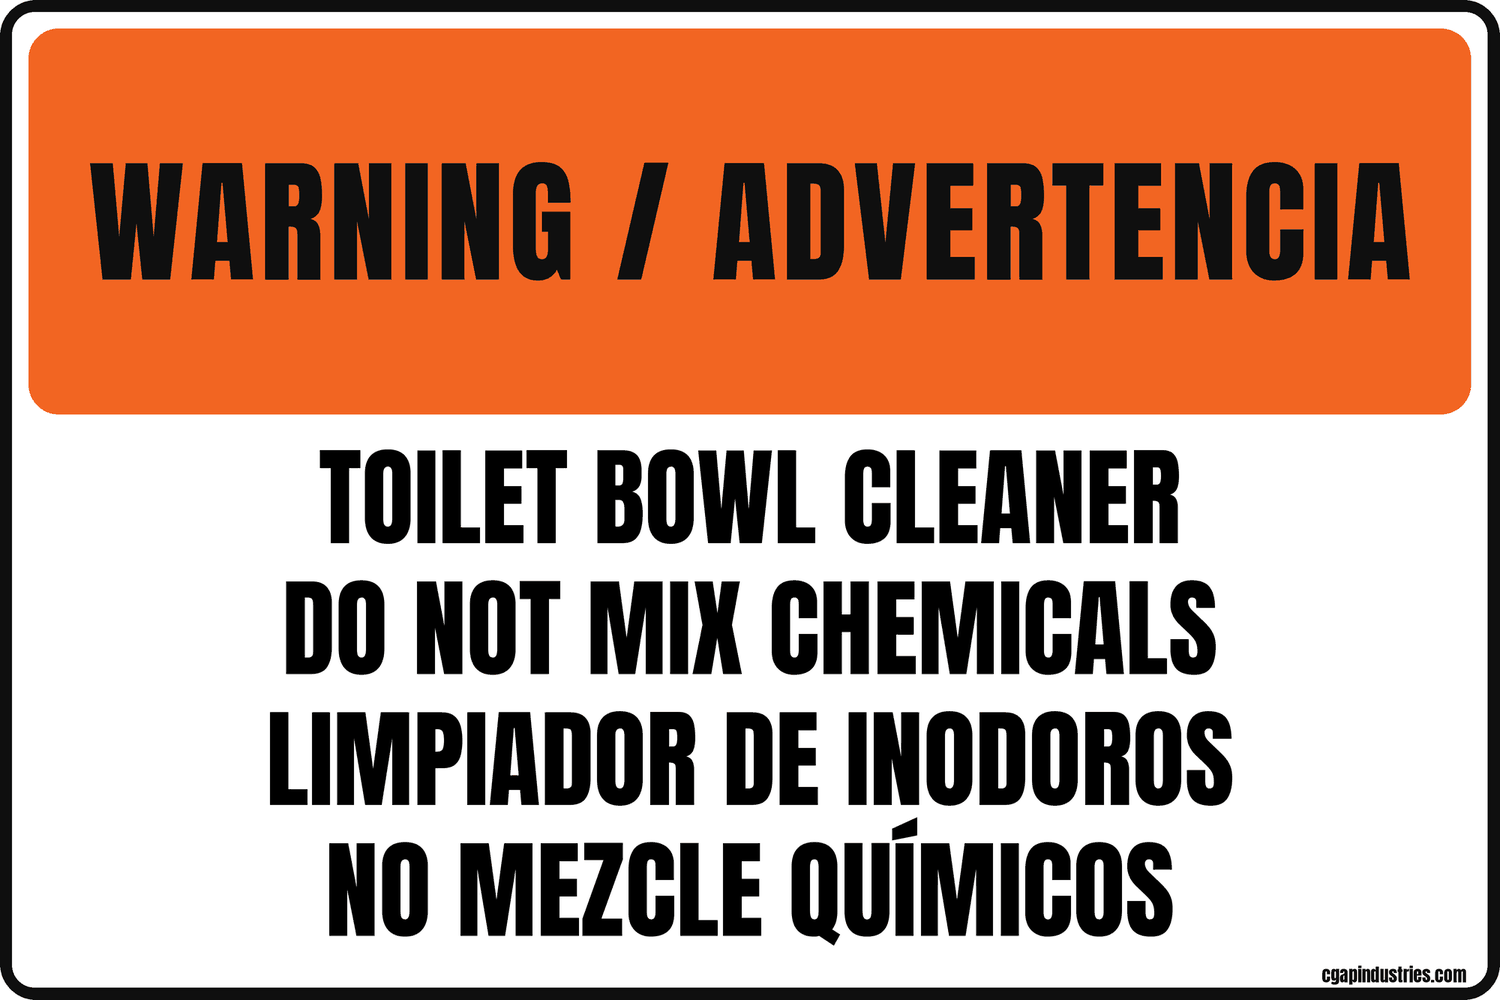 WARNING / ADVERTENCIA
TOILET BOWL CLEANER
DO NOT MIX CHEMICALS
LIMPIADOR DE INODOROS
NO MEZCLE QUÍMICOS
cgapindustries.com